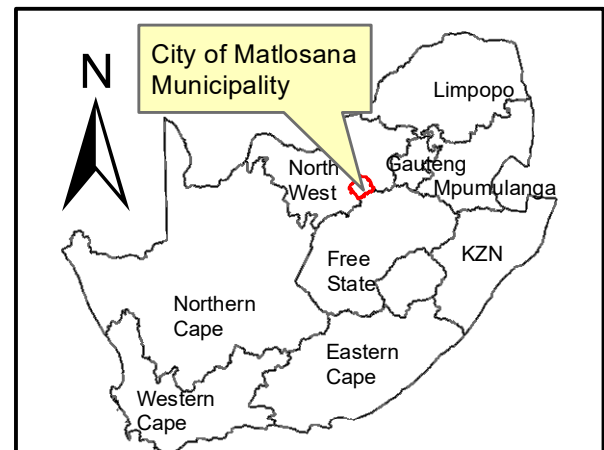 City of Matlosana
Municipality
N
Limpopo
North
West
Gauteng
Mpumulanga
Free
State
KZN
Northern
Cape
Eastern
Cape
Western
Cape